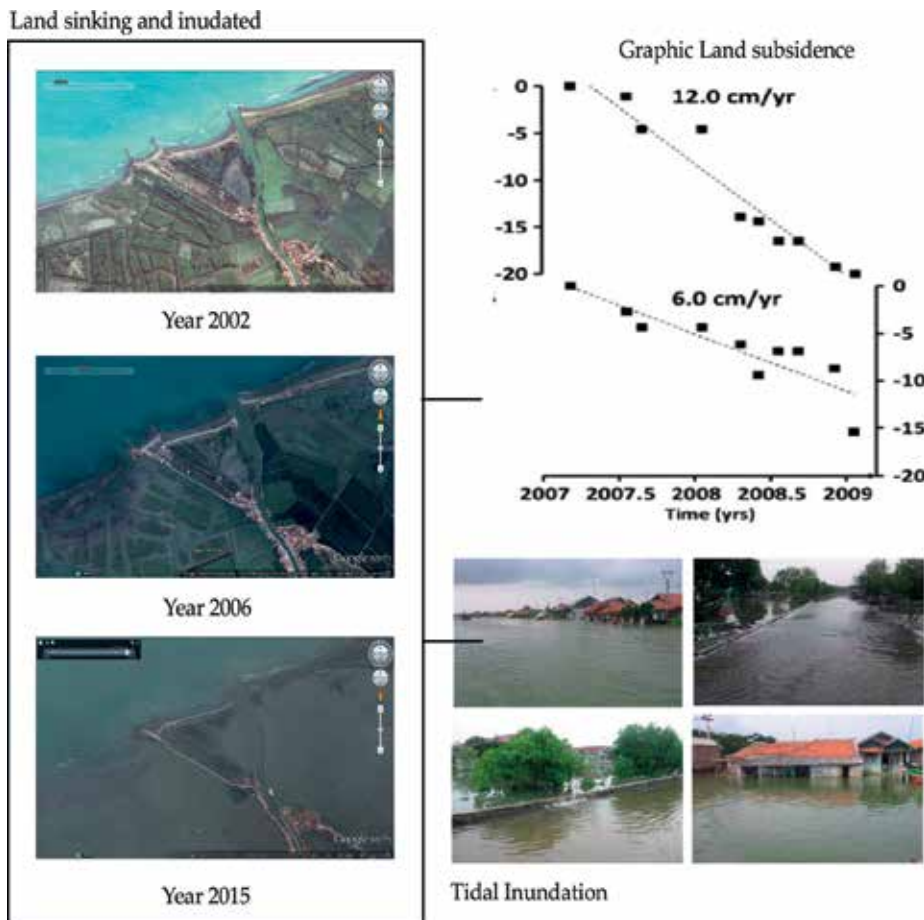 Land sinking and inudated
Year 2002
Year 2006
Year 2015
Graphic Land subsidence
12.0 cm/yr
0
-5
-10
-15
-20
6.0 cm/yr
0
-5
-10
-15
-20
2007 2007.5 2008 2008.5 2009
Time (yrs)
Tidal Inundation